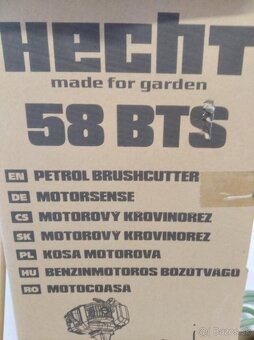 HECHT
made for garden
58 BTS
EN PETROL BRUSHCUTTER
DE MOTORSENSE
CS MOTOROVÝ KŘOVINOŘEZ
SK MOTOROVÝ KROVINOREZ
PL KOSA MOTOROWA
HU BENZINMOTOROS BOZÓTVÁGÓ
RO MOTOCOASA